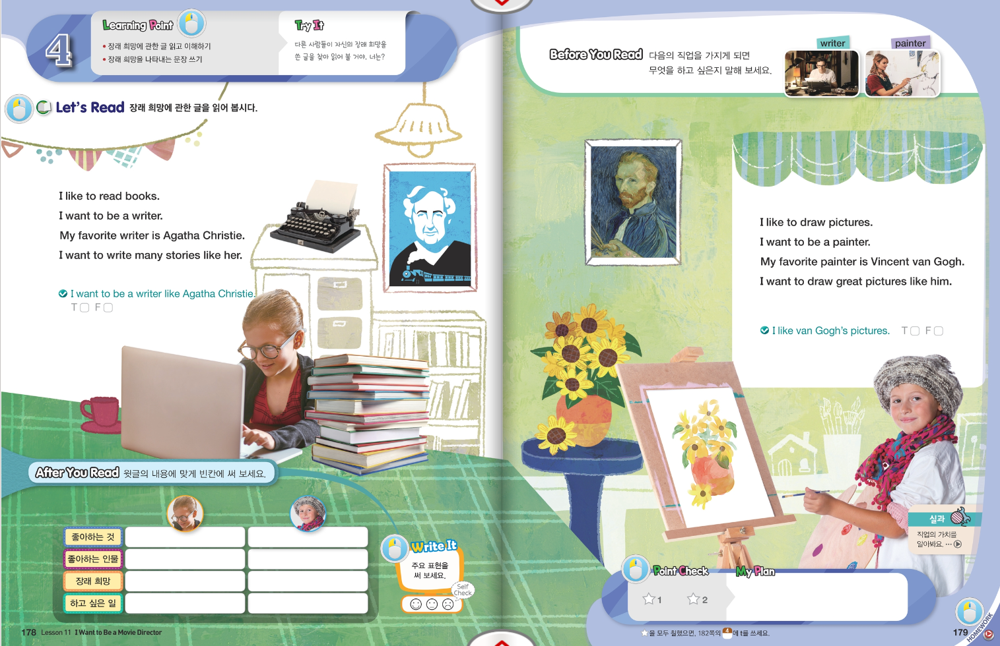 4
Learning Point
• 장래 희망에 관한 글 읽고 이해하기
• 장래 희망을 나타내는 문장 쓰기
Try It
다른 사람들이 자신의 장래 희망을
쓴 글을 찾아 읽어 볼 거야. 너는?
Let's Read 장래 희망에 관한 글을 읽어 봅시다.
I like to read books.
I want to be a writer.
My favorite writer is Agatha Christie.
I want to write many stories like her.
I want to be a writer like Agatha Christie.
T F
After You Read 윗글의 내용에 맞게 빈칸에 써 보세요.
좋아하는 것
좋아하는 인물
장래 희망
하고 싶은 일
Write It
주요 표현을
써 보세요.
Self
Check
178 Lesson 11 I Want to Be a Movie Director
Before You Read 다음의 직업을 가지게 되면
무엇을 하고 싶은지 말해 보세요.
writer
painter
I like to draw pictures.
I want to be a painter.
My favorite painter is Vincent van Gogh.
I want to draw great pictures like him.
I like van Gogh's pictures. T F
실과
직업의 가치를
알아봐요. ···
Point Check
1 2
My Plan
☆을 모두 칠했으면, 182쪽의 4 에 t를 쓰세요.
179
HOMEWORK